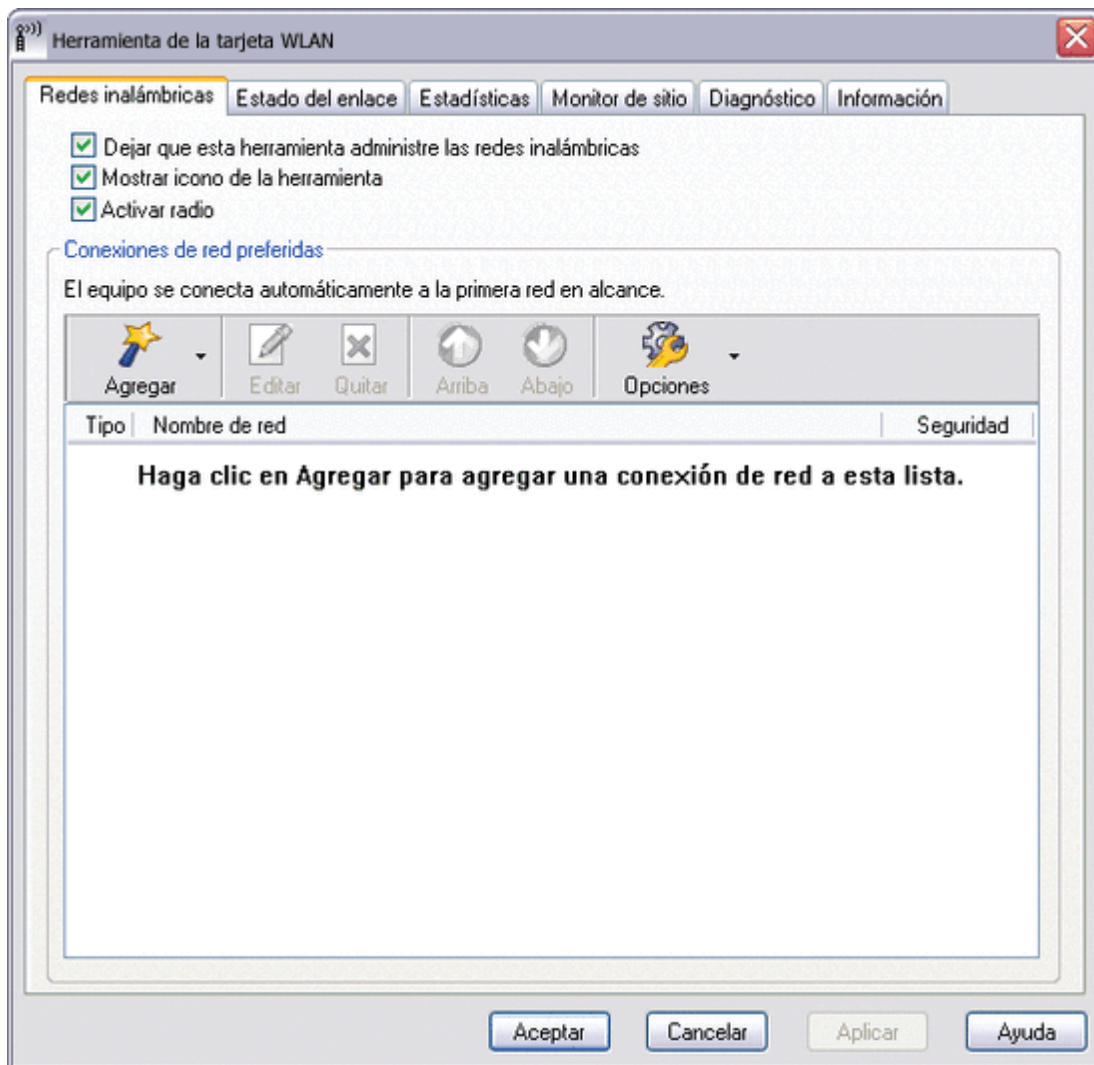 Herramienta de la tarjeta WLAN
Redes inalámbricas Estado del enlace Estadísticas Monitor de sitio Diagnóstico Información
Dejar que esta herramienta administre las redes inalámbricas
Mostrar icono de la herramienta
Activar radio
Conexiones de red preferidas
El equipo se conecta automáticamente a la primera red en alcance.
Agregar Editar Quitar Arriba Abajo Opciones
Tipo Nombre de red Seguridad
Haga clic en Agregar para agregar una conexión de red a esta lista.
Aceptar Cancelar Aplicar Ayuda